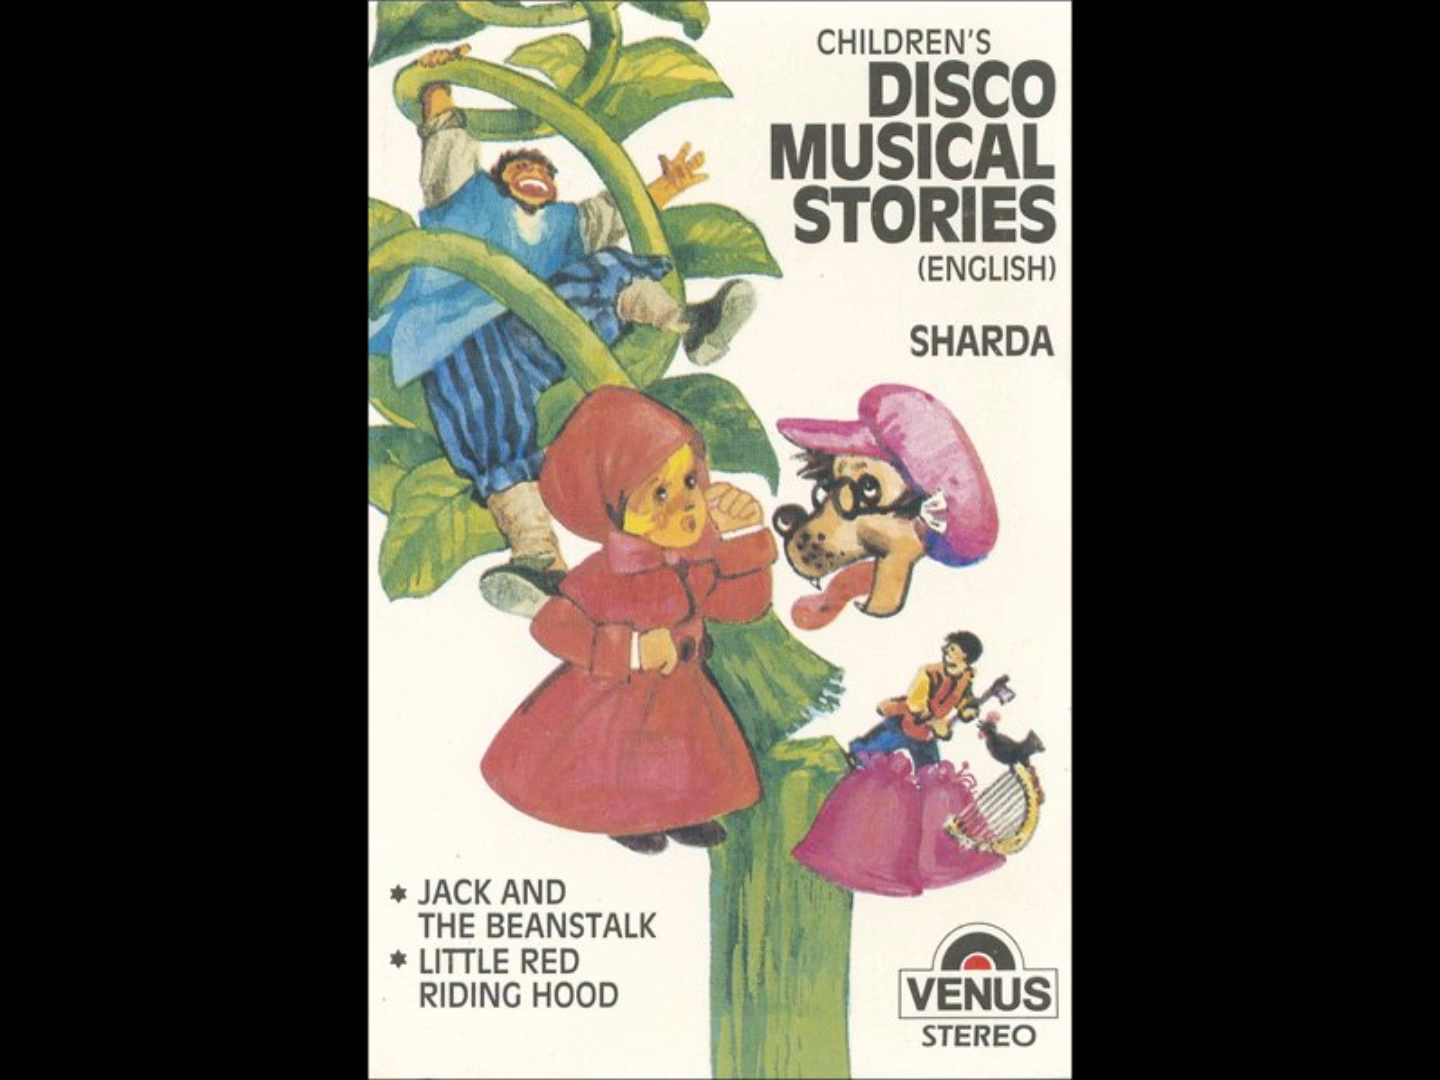 CHILDREN'S
DISCO
MUSICAL
STORIES
(ENGLISH)
SHARDA
✶ JACK AND
THE BEANSTALK
✶ LITTLE RED
RIDING HOOD
VENUS
STEREO